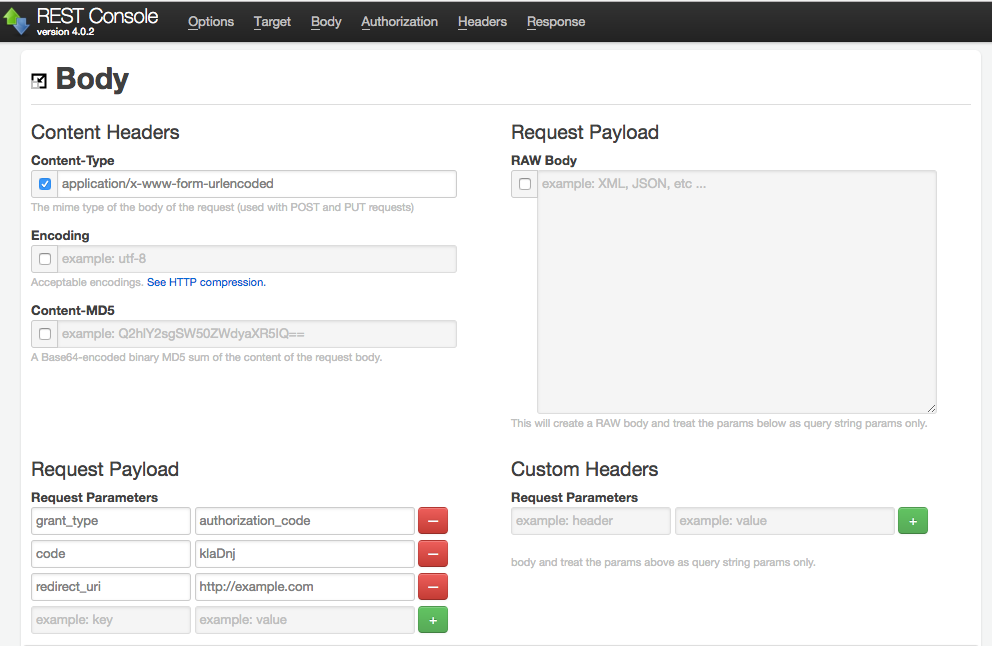 REST Console
version 4.0.2
Options Target Body Authorization Headers Response
Body
Content Headers
Content-Type
application/x-www-form-urlencoded
The mime type of the body of the request (used with POST and PUT requests)
Encoding
example: utf-8
Acceptable encodings. See HTTP compression.
Content-MD5
example: Q2hlY2sgSW50ZWdyaXR5IQ==
A Base64-encoded binary MD5 sum of the content of the request body.
Request Payload
RAW Body
example: XML, JSON, etc ...
This will create a RAW body and treat the params below as query string params only.
Request Payload
Request Parameters
grant_type authorization_code
code klaDnj
redirect_uri http://example.com
example: key example: value
Custom Headers
Request Parameters
example: header example: value
body and treat the params above as query string params only.